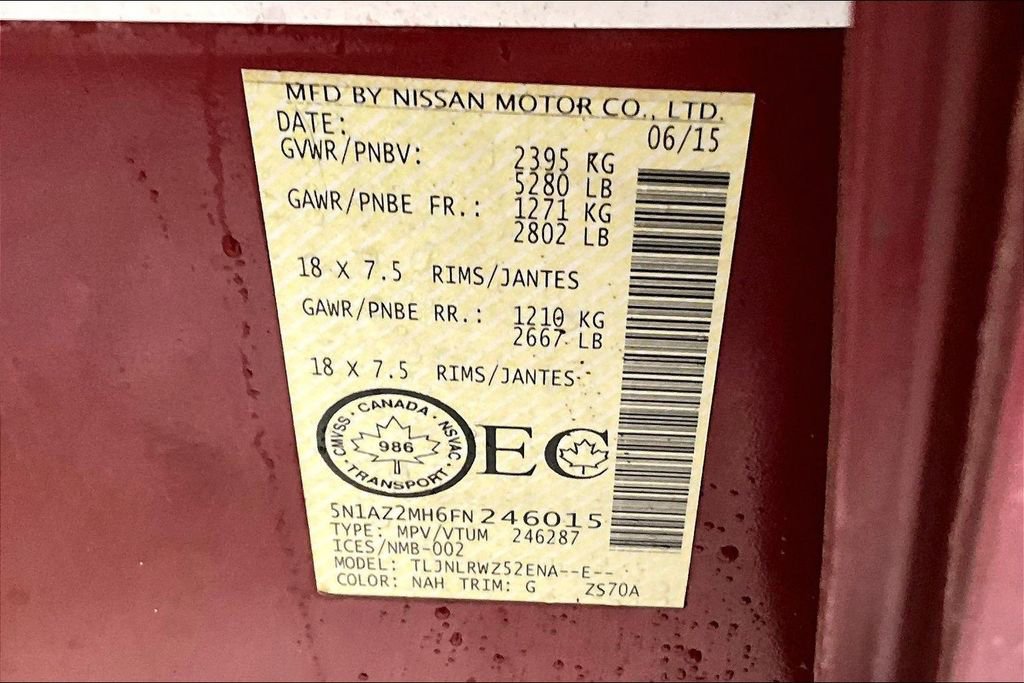 MFD BY NISSAN MOTOR CO., LTD.
DATE: 06/15
GVWR/PNBV: 2395 KG
5280 LB
GAWR/PNBE FR.: 1271 KG
2802 LB
18 X 7.5 RIMS/JANTES
GAWR/PNBE RR.: 1210 KG
2667 LB
18 X 7.5 RIMS/JANTES
CANADA · NSVAC · TRANSPORT · CMVSS ·
986
EC
5N1AZ2MH6FN246015
TYPE: MPV/VTUM 246287
ICES/NMB-002
MODEL: TLJNLRWZ52ENA--E--
COLOR: NAH TRIM: G ZS70A